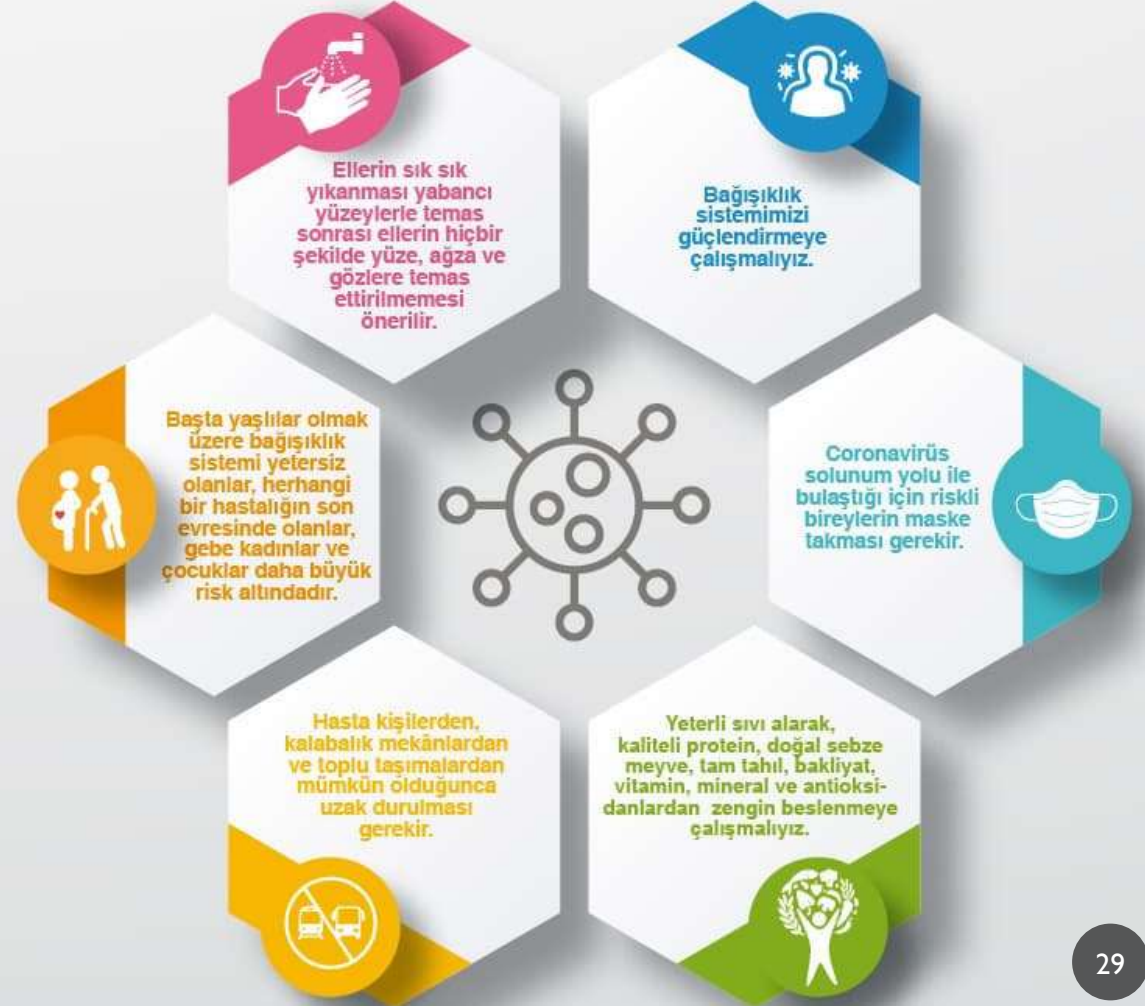 Ellerin sık sık
yıkanması yabancı
yüzeylerle temas
sonrası ellerin hiçbir
şekilde yüze, ağza ve
gözlere temas
ettirilmemesi
önerilir.
Bağışıklık
sistemimizi
güçlendirmeye
çalışmalıyız.
Başta yaşlılar olmak
üzere bağışıklık
sistemi yetersiz
olanlar, herhangi
bir hastalığın son
evresinde olanlar,
gebe kadınlar ve
çocuklar daha büyük
risk altındadır.
Coronavirüs
solunum yolu ile
bulaştığı için riskli
bireylerin maske
takması gerekir.
Hasta kişilerden,
kalabalık mekânlardan
ve toplu taşımalardan
mümkün olduğunca
uzak durulması
gerekir.
Yeterli sıvı alarak,
kaliteli protein, doğal sebze
meyve, tam tahıl, bakliyat,
vitamin, mineral ve antioksi-
danlardan zengin beslenmeye
çalışmalıyız.
29